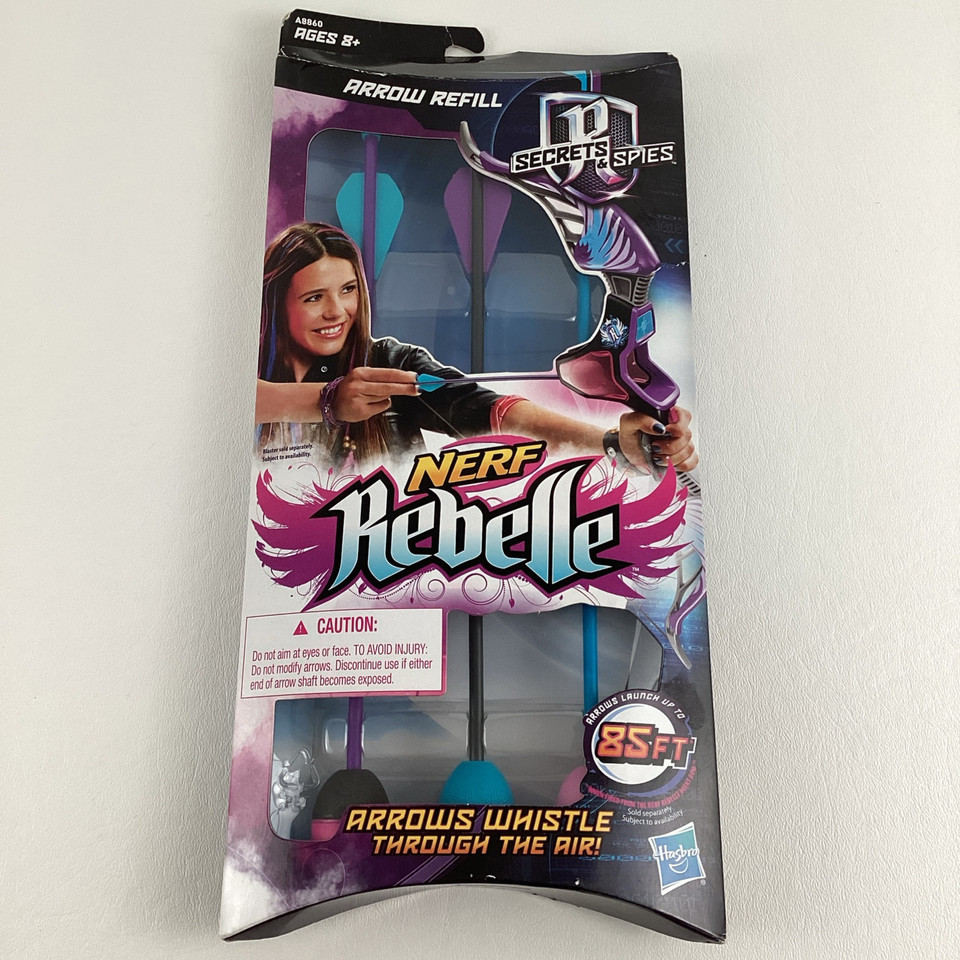 A8860
AGES 8+
ARROW REFILL
R
SECRETS & SPIES™
Blaster sold separately.
Subject to availability.
NERF
Rebelle™
⚠ CAUTION:
Do not aim at eyes or face. TO AVOID INJURY:
Do not modify arrows. Discontinue use if either
end of arrow shaft becomes exposed.
ARROWS LAUNCH UP TO
85FT
Sold separately.
Subject to availability.
ARROWS WHISTLE
THROUGH THE AIR!
Hasbro®